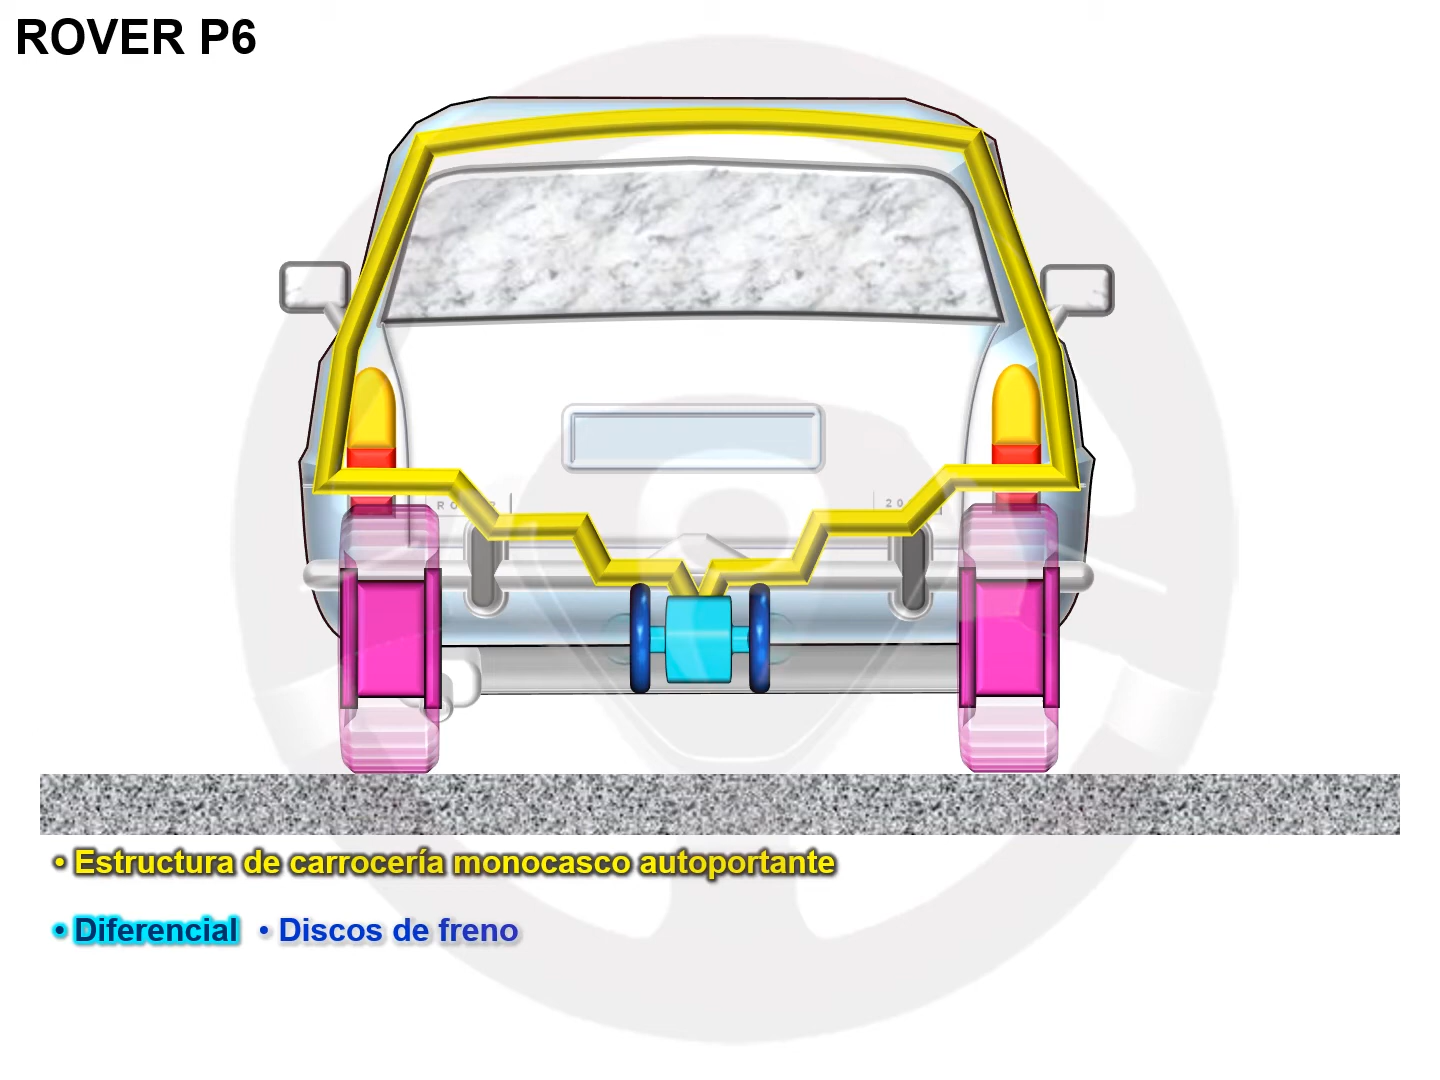 ROVER P6
• Estructura de carrocería monocasco autoportante
• Diferencial • Discos de freno